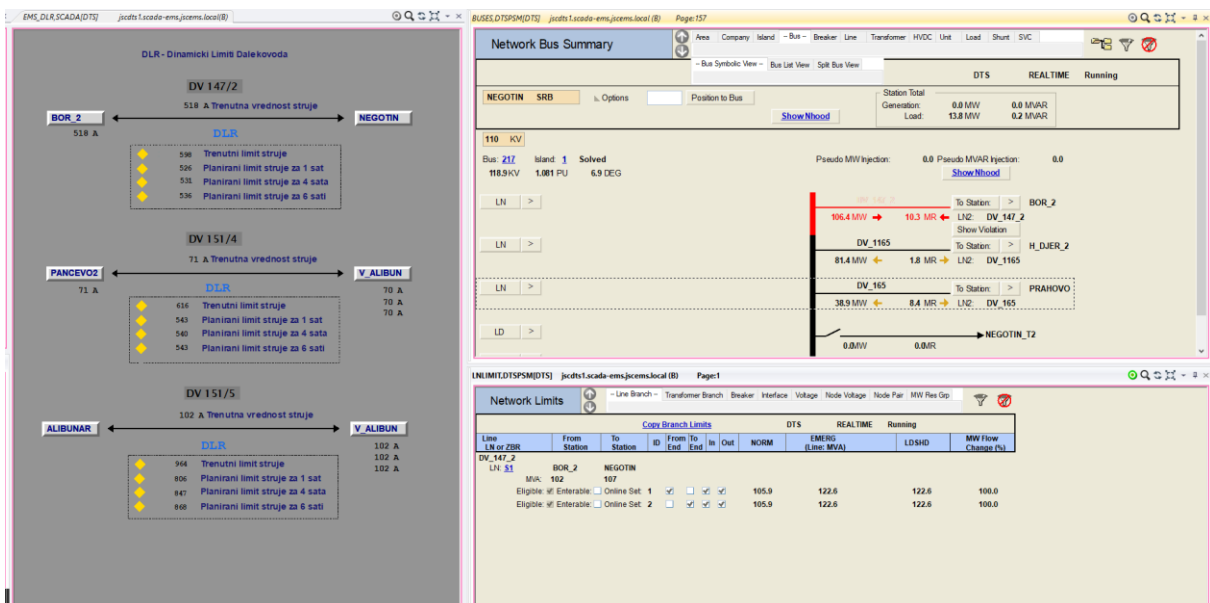 EMS_DLR,SCADA[DTS] jscdts1.scada-ems.jscems.local(B)
DLR - Dinamicki Limiti Dalekovoda
DV 147/2
518 A Trenutna vrednost struje
BOR_2 NEGOTIN
518 A
DLR
598 Trenutni limit struje
526 Planirani limit struje za 1 sat
531 Planirani limit struje za 4 sata
536 Planirani limit struje za 6 sati
DV 151/4
71 A Trenutna vrednost struje
PANCEVO2 V_ALIBUN
71 A
70 A
70 A
70 A
DLR
616 Trenutni limit struje
543 Planirani limit struje za 1 sat
540 Planirani limit struje za 4 sata
543 Planirani limit struje za 6 sati
DV 151/5
102 A Trenutna vrednost struje
ALIBUNAR V_ALIBUN
102 A
102 A
102 A
DLR
964 Trenutni limit struje
806 Planirani limit struje za 1 sat
847 Planirani limit struje za 4 sata
868 Planirani limit struje za 6 sati
BUSES,DTSPSM[DTS] jscdts1.scada-ems.jscems.local (B) Page:157
Network Bus Summary
Area Company Island - Bus - Breaker Line Transformer HVDC Unit Load Shunt SVC
- Bus Symbolic View - Bus List View Split Bus View
DTS REALTIME Running
NEGOTIN SRB Options Position to Bus
Show Nhood
Station Total
Generation: 0.0 MW 0.0 MVAR
Load: 13.8 MW 0.2 MVAR
110 KV
Bus: 217 Island: 1 Solved Pseudo MW Injection: 0.0 Pseudo MVAR Injection: 0.0
118.9 KV 1.081 PU 6.9 DEG Show Nhood
LN > To Station: > BOR_2
106.4 MW 10.3 MR LN2: DV_147_2
Show Violation
LN > DV_1165 To Station: > H_DJER_2
81.4 MW 1.8 MR LN2: DV_1165
LN > DV_165 To Station: > PRAHOVO
38.9 MW 8.4 MR LN2: DV_165
LD > NEGOTIN_T2
0.0MW 0.0MR
LNLIMIT,DTSPSM[DTS] jscdts1.scada-ems.jscems.local (B) Page:1
Network Limits
- Line Branch - Transformer Branch Breaker Interface Voltage Node Voltage Node Pair MW Res Grp
Copy Branch Limits DTS REALTIME Running
Line From To ID From To In Out NORM EMERG LDSHD MW Flow
LN or ZBR Station Station End End (Line: MVA) Change (%)
DV_147_2
LN: S1 BOR_2 NEGOTIN
MVA: 102 107
Eligible: Enterable: Online Set: 1 105.9 122.6 122.6 100.0
Eligible: Enterable: Online Set: 2 105.9 122.6 122.6 100.0